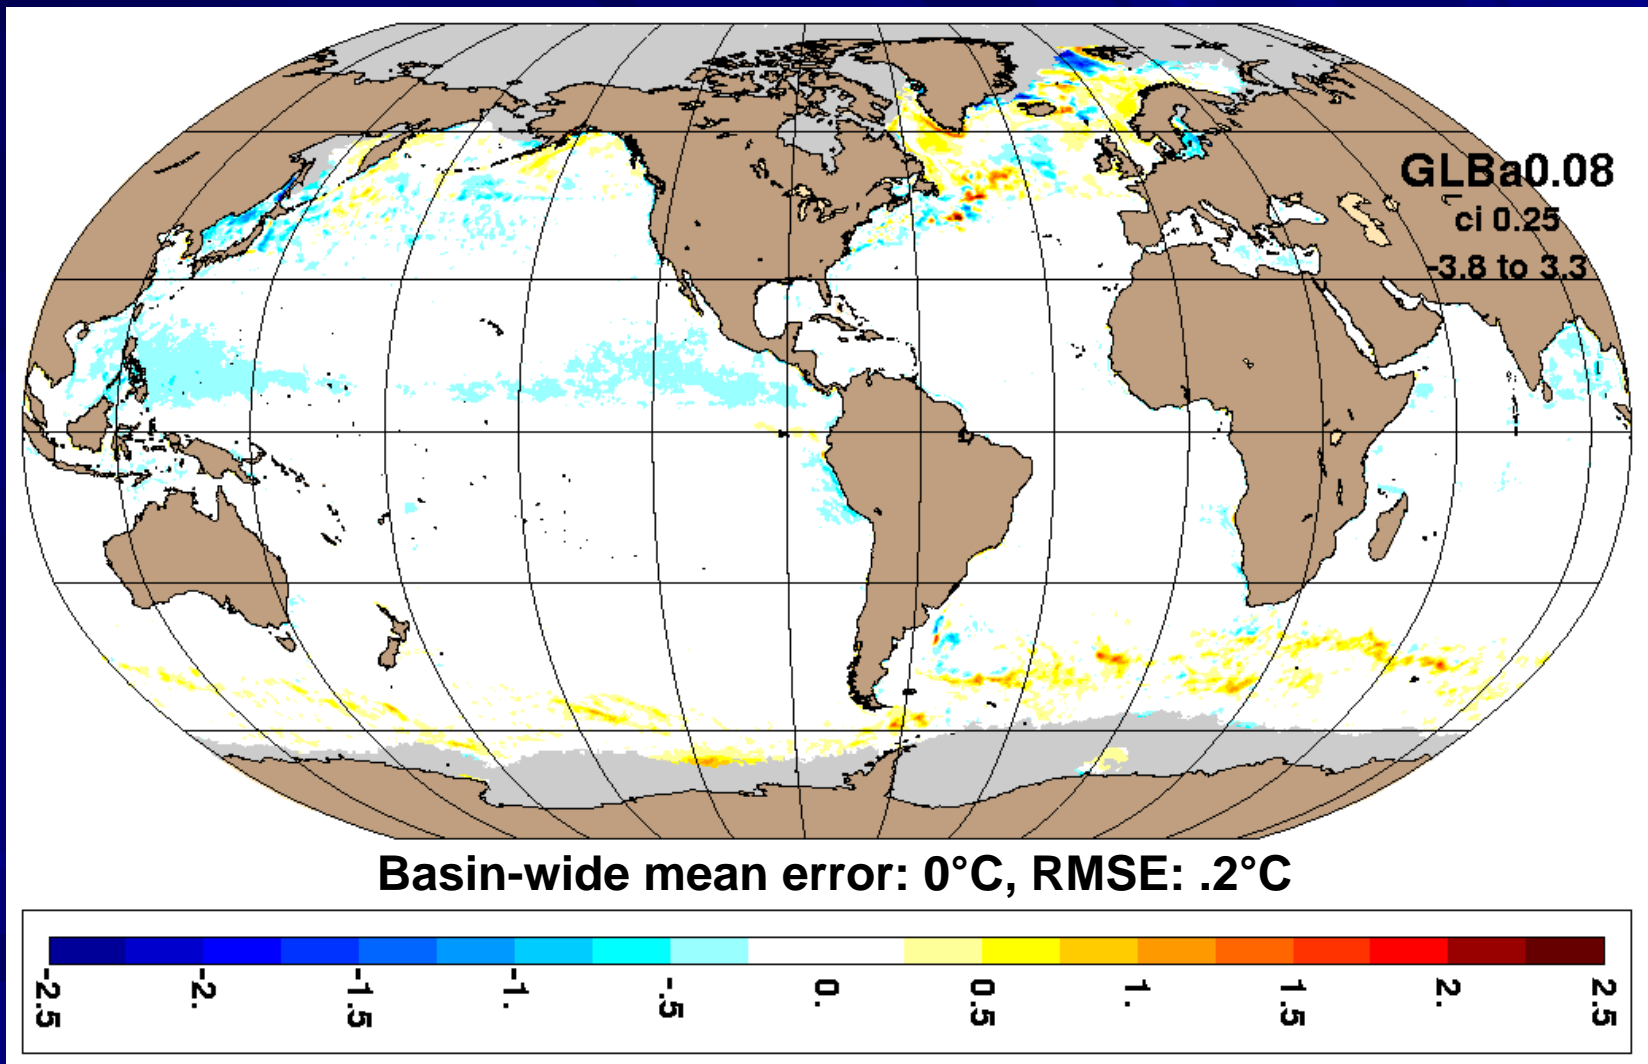 GLBa0.08
ci 0.25
-3.8 to 3.3
Basin-wide mean error: 0°C, RMSE: .2°C
-2.5 -2. -1.5 -1. -.5 0. 0.5 1. 1.5 2. 2.5